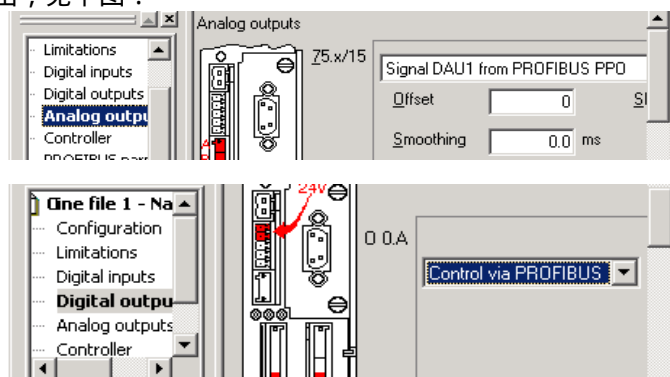 见下图：
Analog outputs
Limitations
Digital inputs
Digital outputs
Analog outpu
Controller
75.x/15
Signal DAU1 from PROFIBUS PPO
Offset 0
Smoothing 0.0 ms
24V
file 1 - Na
Configuration
Limitations
Digital inputs
Digital outpu
Analog outputs
Controller
O 0.A
Control via PROFIBUS